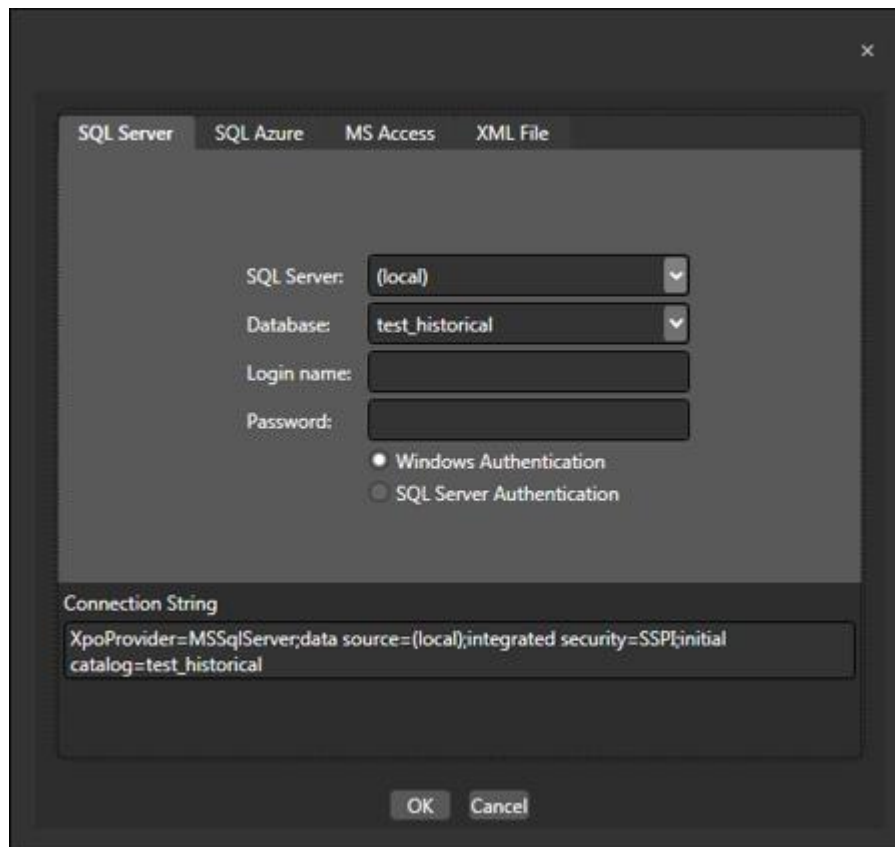 ×
SQL Server SQL Azure MS Access XML File
SQL Server: (local)
Database: test_historical
Login name:
Password:
Windows Authentication
SQL Server Authentication
Connection String
XpoProvider=MSSqlServer;data source=(local);integrated security=SSPI;initial
catalog=test_historical
OK Cancel